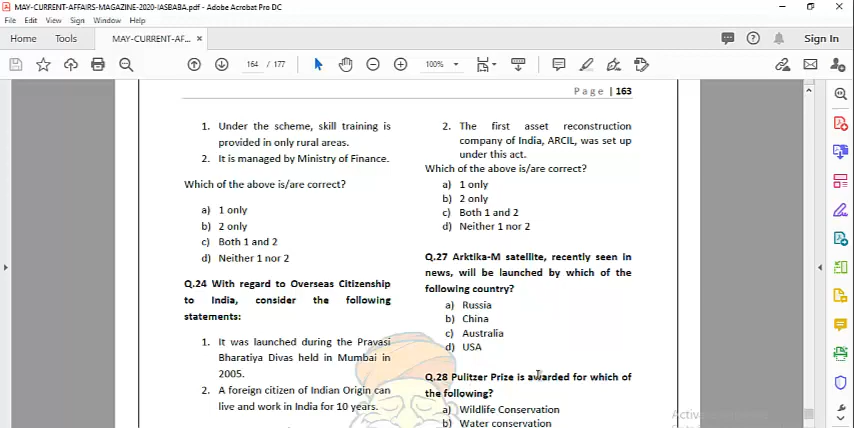 MAY-CURRENT-AFFAIRS-MAGAZINE-2020-IASBABA.pdf - Adobe Acrobat Pro DC
File Edit View Sign Window Help
Home Tools MAY-CURRENT-AF... × Sign In
164 / 177 100%
Page | 163
1. Under the scheme, skill training is
provided in only rural areas.
2. It is managed by Ministry of Finance.
Which of the above is/are correct?
a) 1 only
b) 2 only
c) Both 1 and 2
d) Neither 1 nor 2
Q.24 With regard to Overseas Citizenship
to India, consider the following
statements:
1. It was launched during the Pravasi
Bharatiya Divas held in Mumbai in
2005.
2. A foreign citizen of Indian Origin can
live and work in India for 10 years.
2. The first asset reconstruction
company of India, ARCIL, was set up
under this act.
Which of the above is/are correct?
a) 1 only
b) 2 only
c) Both 1 and 2
d) Neither 1 nor 2
Q.27 Arktika-M satellite, recently seen in
news, will be launched by which of the
following country?
a) Russia
b) China
c) Australia
d) USA
Q.28 Pulitzer Prize is awarded for which of
the following?
a) Wildlife Conservation
b) Water conservation